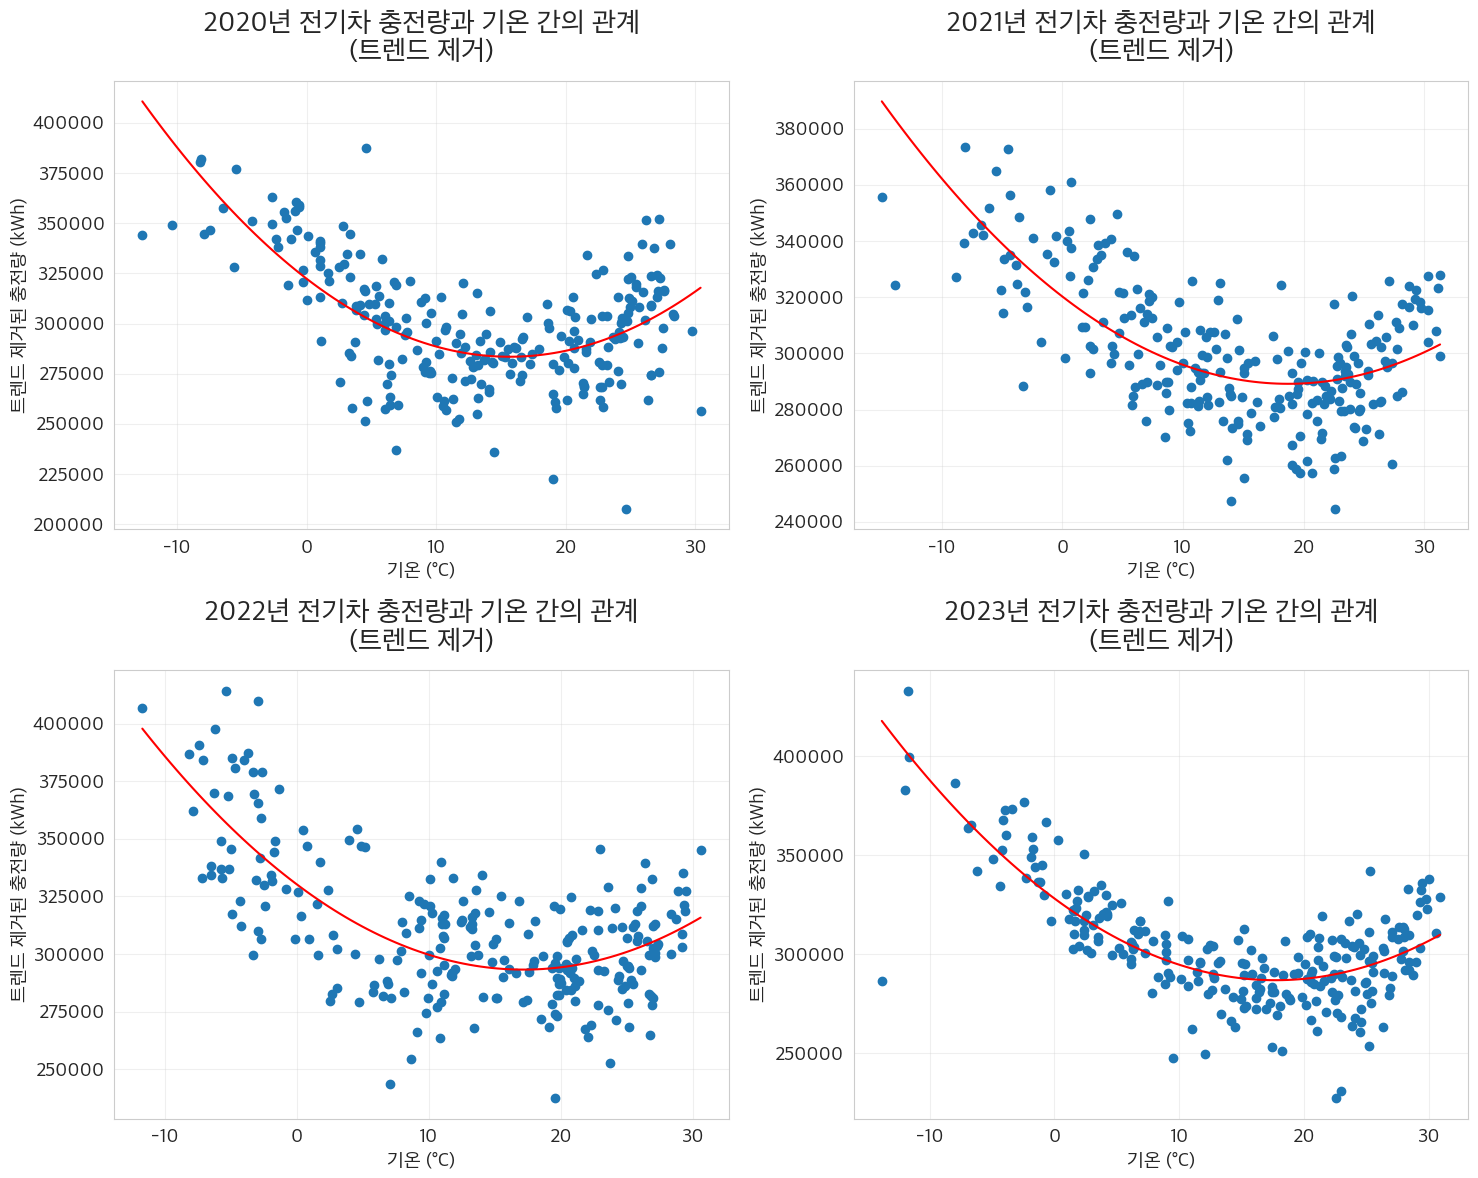 2020년 전기차 충전량과 기온 간의 관계
(트렌드 제거)
트렌드 제거된 충전량 (kWh)
400000
375000
350000
325000
300000
275000
250000
225000
200000
-10 0 10 20 30
기온 (°C)
2021년 전기차 충전량과 기온 간의 관계
(트렌드 제거)
트렌드 제거된 충전량 (kWh)
380000
360000
340000
320000
300000
280000
260000
240000
-10 0 10 20 30
기온 (°C)
2022년 전기차 충전량과 기온 간의 관계
(트렌드 제거)
트렌드 제거된 충전량 (kWh)
400000
375000
350000
325000
300000
275000
250000
-10 0 10 20 30
기온 (°C)
2023년 전기차 충전량과 기온 간의 관계
(트렌드 제거)
트렌드 제거된 충전량 (kWh)
400000
350000
300000
250000
-10 0 10 20 30
기온 (°C)